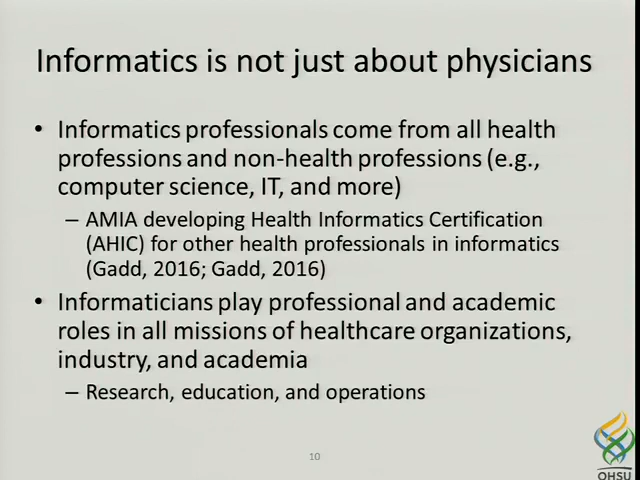 Informatics is not just about physicians
• Informatics professionals come from all health
professions and non-health professions (e.g.,
computer science, IT, and more)
– AMIA developing Health Informatics Certification
(AHIC) for other health professionals in informatics
(Gadd, 2016; Gadd, 2016)
• Informaticians play professional and academic
roles in all missions of healthcare organizations,
industry, and academia
– Research, education, and operations
10
OHSU